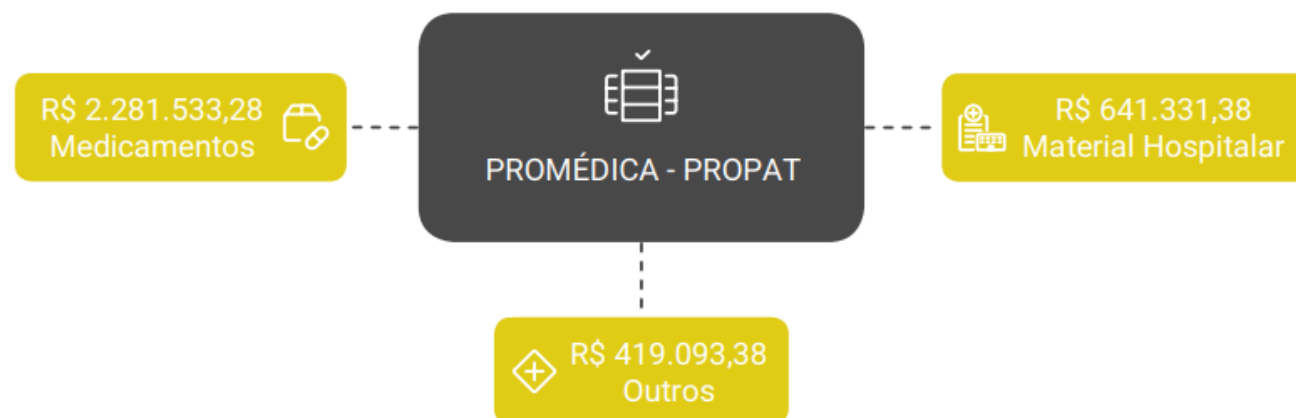 R$ 2.281.533,28
Medicamentos
PROMÉDICA - PROPAT
R$ 641.331,38
Material Hospitalar
R$ 419.093,38
Outros